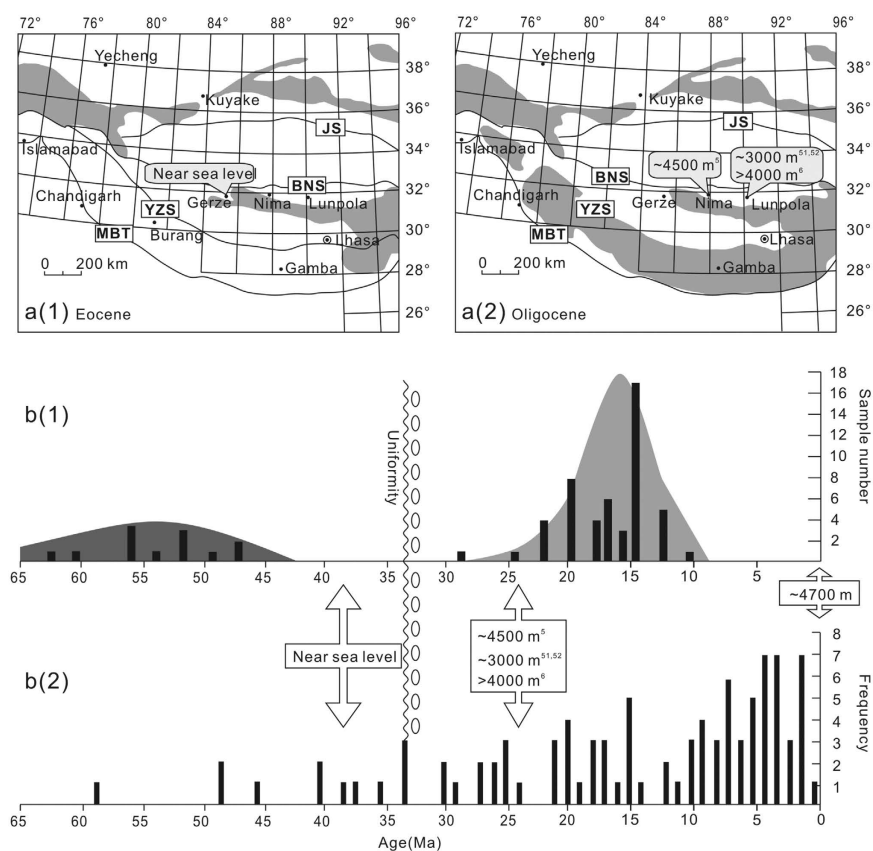 72° 76° 80° 84° 88° 92° 96°
Yecheng
38°
Kuyake
36°
JS
34°
Islamabad
Near sea level
BNS
32°
Chandigarh
Gerze Nima Lunpola
YZS
MBT
Burang
30°
Lhasa
0 200 km
Gamba
28°
26°
a(1) Eocene
72° 76° 80° 84° 88° 92° 96°
Yecheng
38°
Kuyake
36°
JS
34°
Islamabad
~4500 m5
~3000 m51,52
>4000 m6
BNS
32°
Chandigarh
Gerze Nima Lunpola
YZS
MBT
30°
Lhasa
0 200 km
Gamba
28°
26°
a(2) Oligocene
b(1)
Uniformity
18
16
14
12
10
8
6
4
2
Sample number
65 60 55 50 45 40 35 30 25 20 15 10 5
Near sea level
~4500 m5
~3000 m51,52
>4000 m6
~4700 m
b(2)
8
7
6
5
4
3
2
1
Frequency
65 60 55 50 45 40 35 30 25 20 15 10 5 0
Age(Ma)